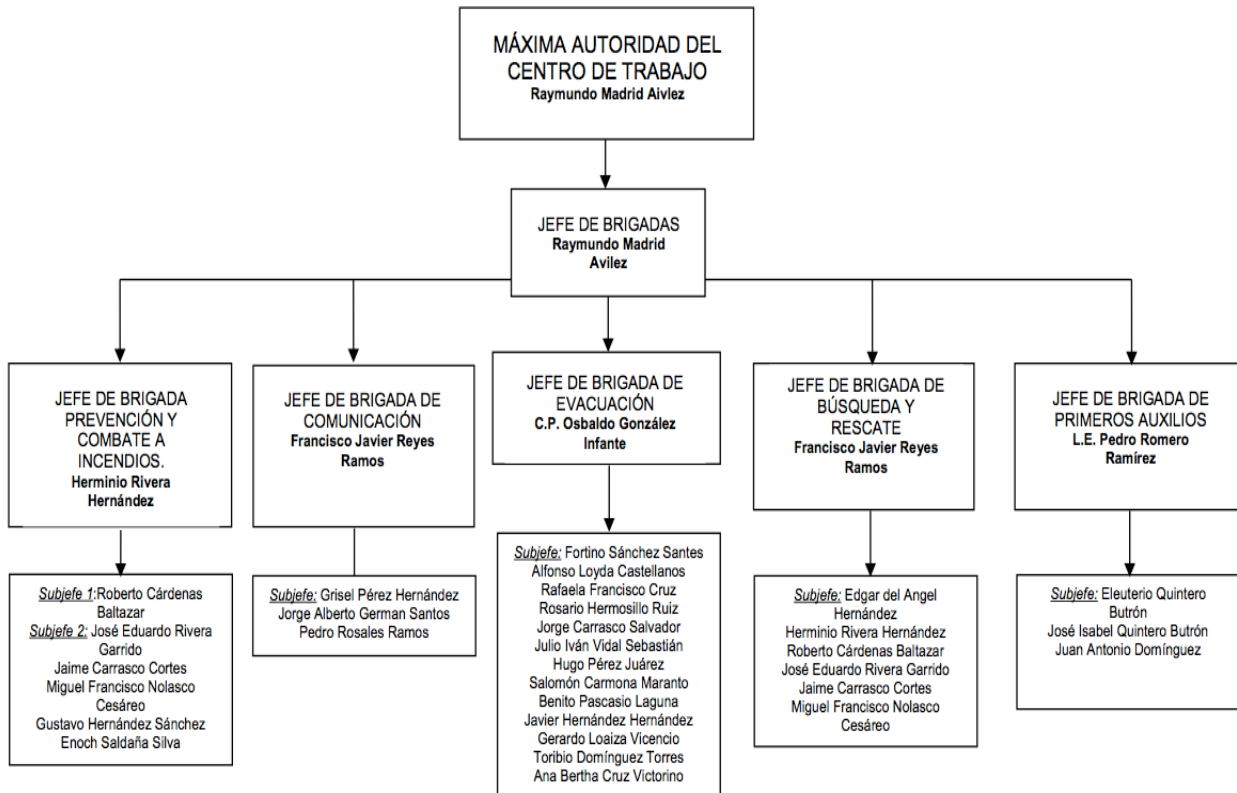 MÁXIMA AUTORIDAD DEL
CENTRO DE TRABAJO
Raymundo Madrid Aivlez
JEFE DE BRIGADAS
Raymundo Madrid
Avilez
JEFE DE BRIGADA
PREVENCIÓN Y
COMBATE A
INCENDIOS.
Herminio Rivera
Hernández
JEFE DE BRIGADA DE
COMUNICACIÓN
Francisco Javier Reyes
Ramos
JEFE DE BRIGADA DE
EVACUACIÓN
C.P. Osbaldo González
Infante
JEFE DE BRIGADA DE
BÚSQUEDA Y
RESCATE
Francisco Javier Reyes
Ramos
JEFE DE BRIGADA DE
PRIMEROS AUXILIOS
L.E. Pedro Romero
Ramírez
Subjefe 1:Roberto Cárdenas
Baltazar
Subjefe 2: José Eduardo Rivera
Garrido
Jaime Carrasco Cortes
Miguel Francisco Nolasco
Cesáreo
Gustavo Hernández Sánchez
Enoch Saldaña Silva
Subjefe: Grisel Pérez Hernández
Jorge Alberto German Santos
Pedro Rosales Ramos
Subjefe: Fortino Sánchez Santes
Alfonso Loyda Castellanos
Rafaela Francisco Cruz
Rosario Hermosillo Ruiz
Jorge Carrasco Salvador
Julio Iván Vidal Sebastián
Hugo Pérez Juárez
Salomón Carmona Maranto
Benito Pascasio Laguna
Javier Hernández Hernández
Gerardo Loaiza Vicencio
Toribio Domínguez Torres
Ana Bertha Cruz Victorino
Subjefe: Edgar del Angel
Hernández
Herminio Rivera Hernández
Roberto Cárdenas Baltazar
José Eduardo Rivera Garrido
Jaime Carrasco Cortes
Miguel Francisco Nolasco
Cesáreo
Subjefe: Eleuterio Quintero
Butrón
José Isabel Quintero Butrón
Juan Antonio Domínguez